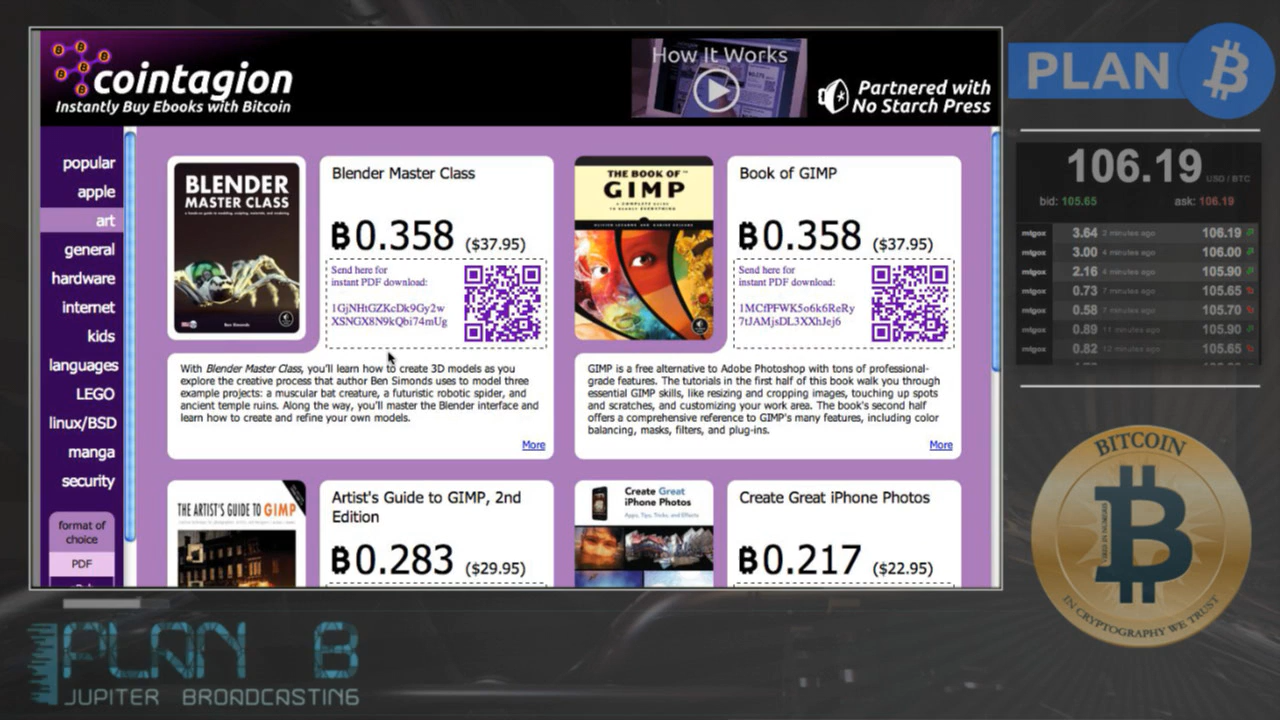 cointagion
Instantly Buy Ebooks with Bitcoin
How It Works
Partnered with
No Starch Press
PLAN
popular
apple
art
general
hardware
internet
kids
languages
LEGO
linux/BSD
manga
security
format of
choice
PDF
BLENDER
MASTER CLASS
Ben Simonds
Blender Master Class
฿0.358 ($37.95)
Send here for
instant PDF download:
1GjNHtGZKcDk9Gy2w
XSNGX8N9kQbi74mUg
With Blender Master Class, you'll learn how to create 3D models as you
explore the creative process that author Ben Simonds uses to model three
example projects: a muscular bat creature, a futuristic robotic spider, and
ancient temple ruins. Along the way, you'll master the Blender interface and
learn how to create and refine your own models.
More
THE BOOK OF™
GIMP
Book of GIMP
฿0.358 ($37.95)
Send here for
instant PDF download:
1MCfPFWK5o6k6ReRy
7tJAMjsDL3XXhJej6
GIMP is a free alternative to Adobe Photoshop with tons of professional-
grade features. The tutorials in the first half of this book walk you through
essential GIMP skills, like resizing and cropping images, touching up spots
and scratches, and customizing your work area. The book's second half
offers a comprehensive reference to GIMP's many features, including color
balancing, masks, filters, and plug-ins.
More
THE ARTIST'S GUIDE TO GIMP
Artist's Guide to GIMP, 2nd
Edition
฿0.283 ($29.95)
Create Great
iPhone Photos
Apps, Tips, Tricks, and Effects
Create Great iPhone Photos
฿0.217 ($22.95)
106.19 USD / BTC
bid: 105.65 ask: 106.19
mtgox 3.64 2 minutes ago 106.19
mtgox 3.00 4 minutes ago 106.00
mtgox 2.16 4 minutes ago 105.90
mtgox 0.73 7 minutes ago 105.65
mtgox 0.58 7 minutes ago 105.70
mtgox 0.89 11 minutes ago 105.90
mtgox 0.82 12 minutes ago 105.65
BITCOIN
IN CRYPTOGRAPHY WE TRUST
PLAN B
JUPITER BROADCASTING